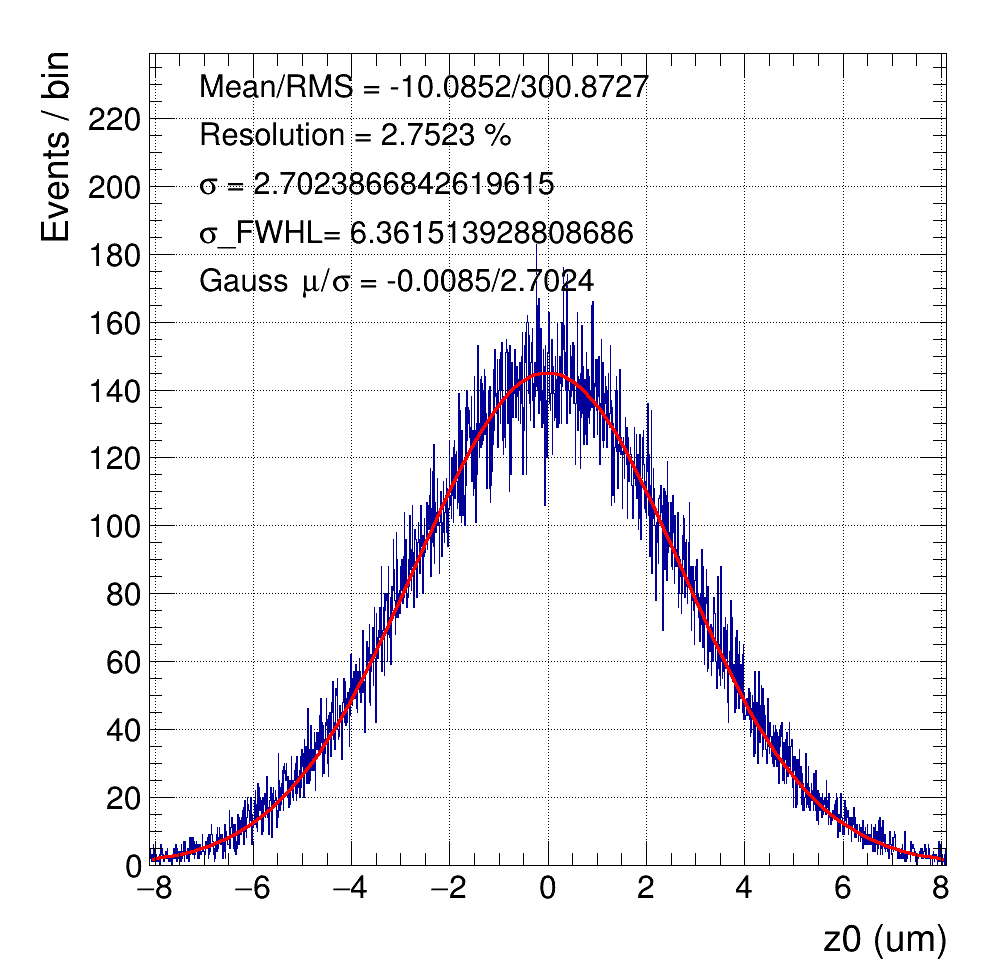 Events / bin
Mean/RMS = -10.0852/300.8727
Resolution = 2.7523 %
σ = 2.7023866842619615
σ_FWHL= 6.361513928808686
Gauss μ/σ = -0.0085/2.7024
220
200
180
160
140
120
100
80
60
40
20
0
−8 −6 −4 −2 0 2 4 6 8
z0 (um)